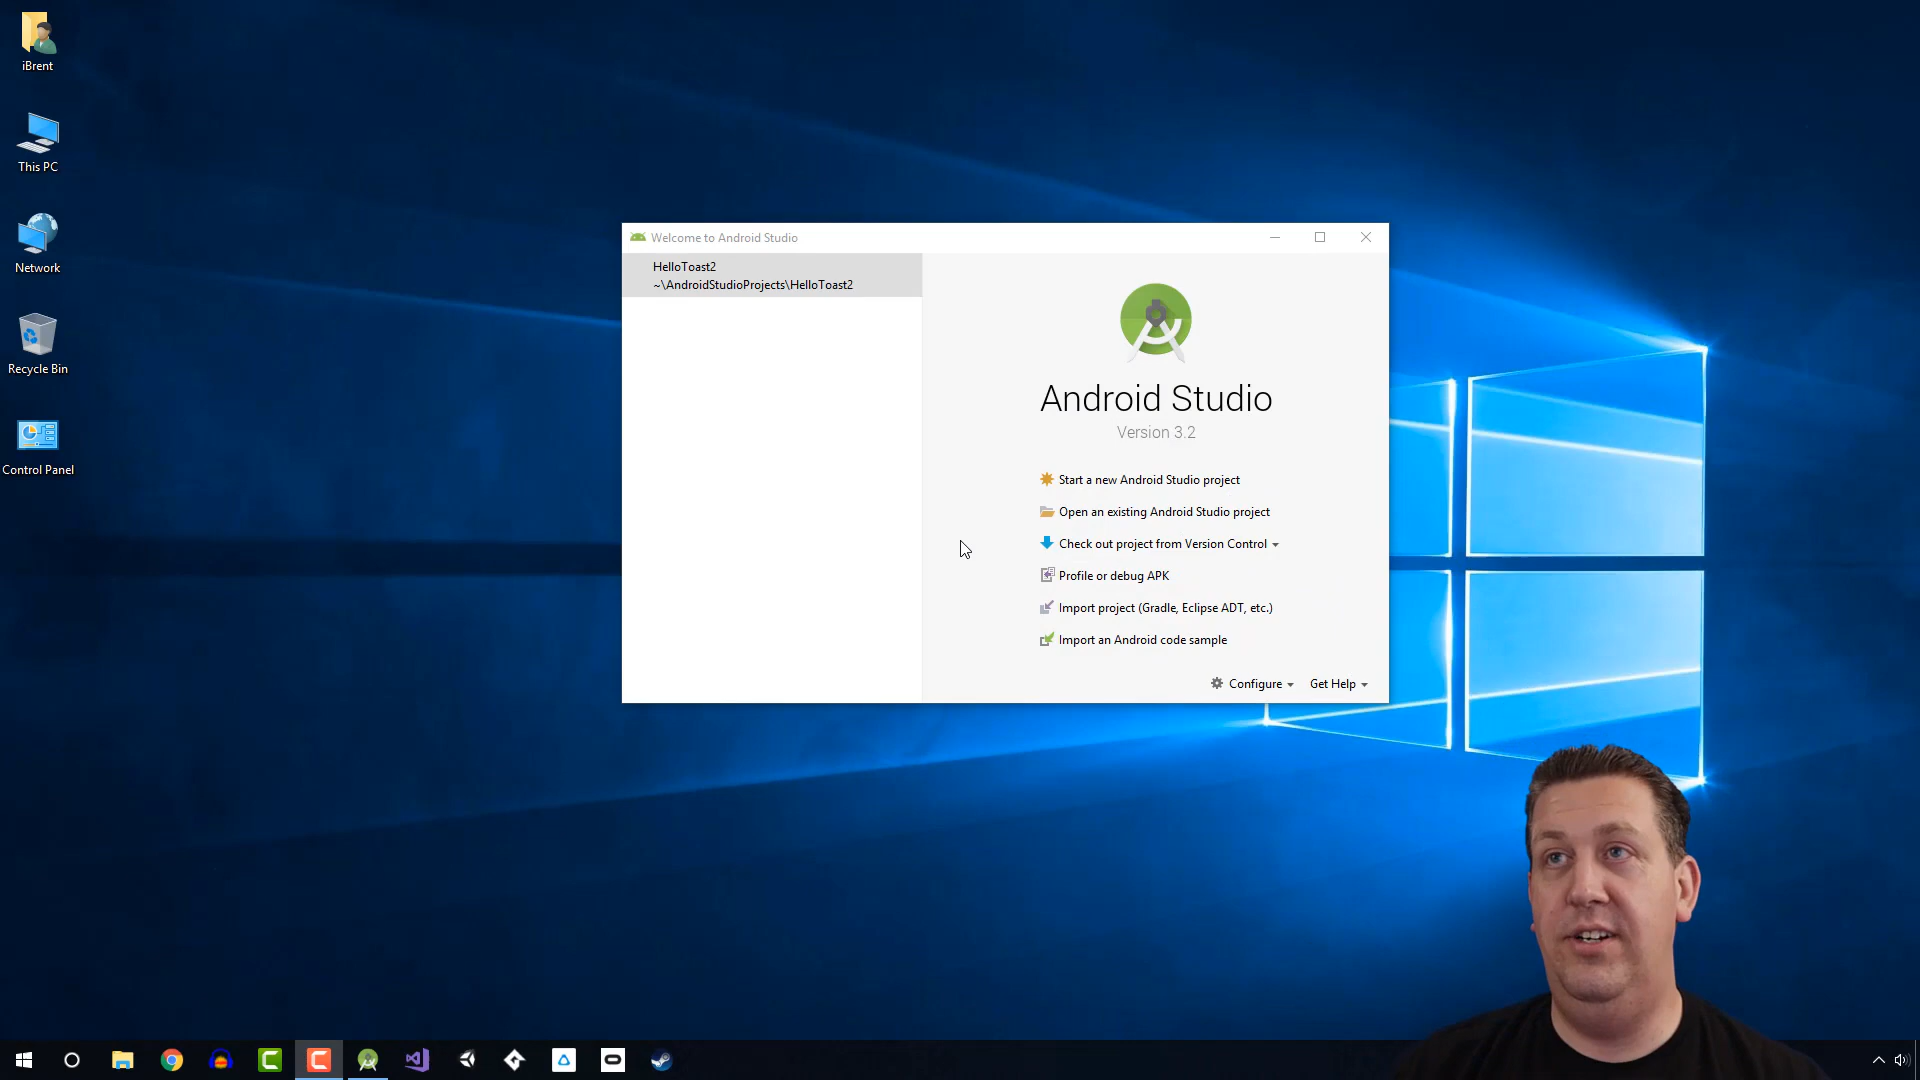 iBrent
This PC
Network
Recycle Bin
Control Panel
Welcome to Android Studio
HelloToast2
~\AndroidStudioProjects\HelloToast2
Android Studio
Version 3.2
Start a new Android Studio project
Open an existing Android Studio project
Check out project from Version Control
Profile or debug APK
Import project (Gradle, Eclipse ADT, etc.)
Import an Android code sample
Configure
Get Help